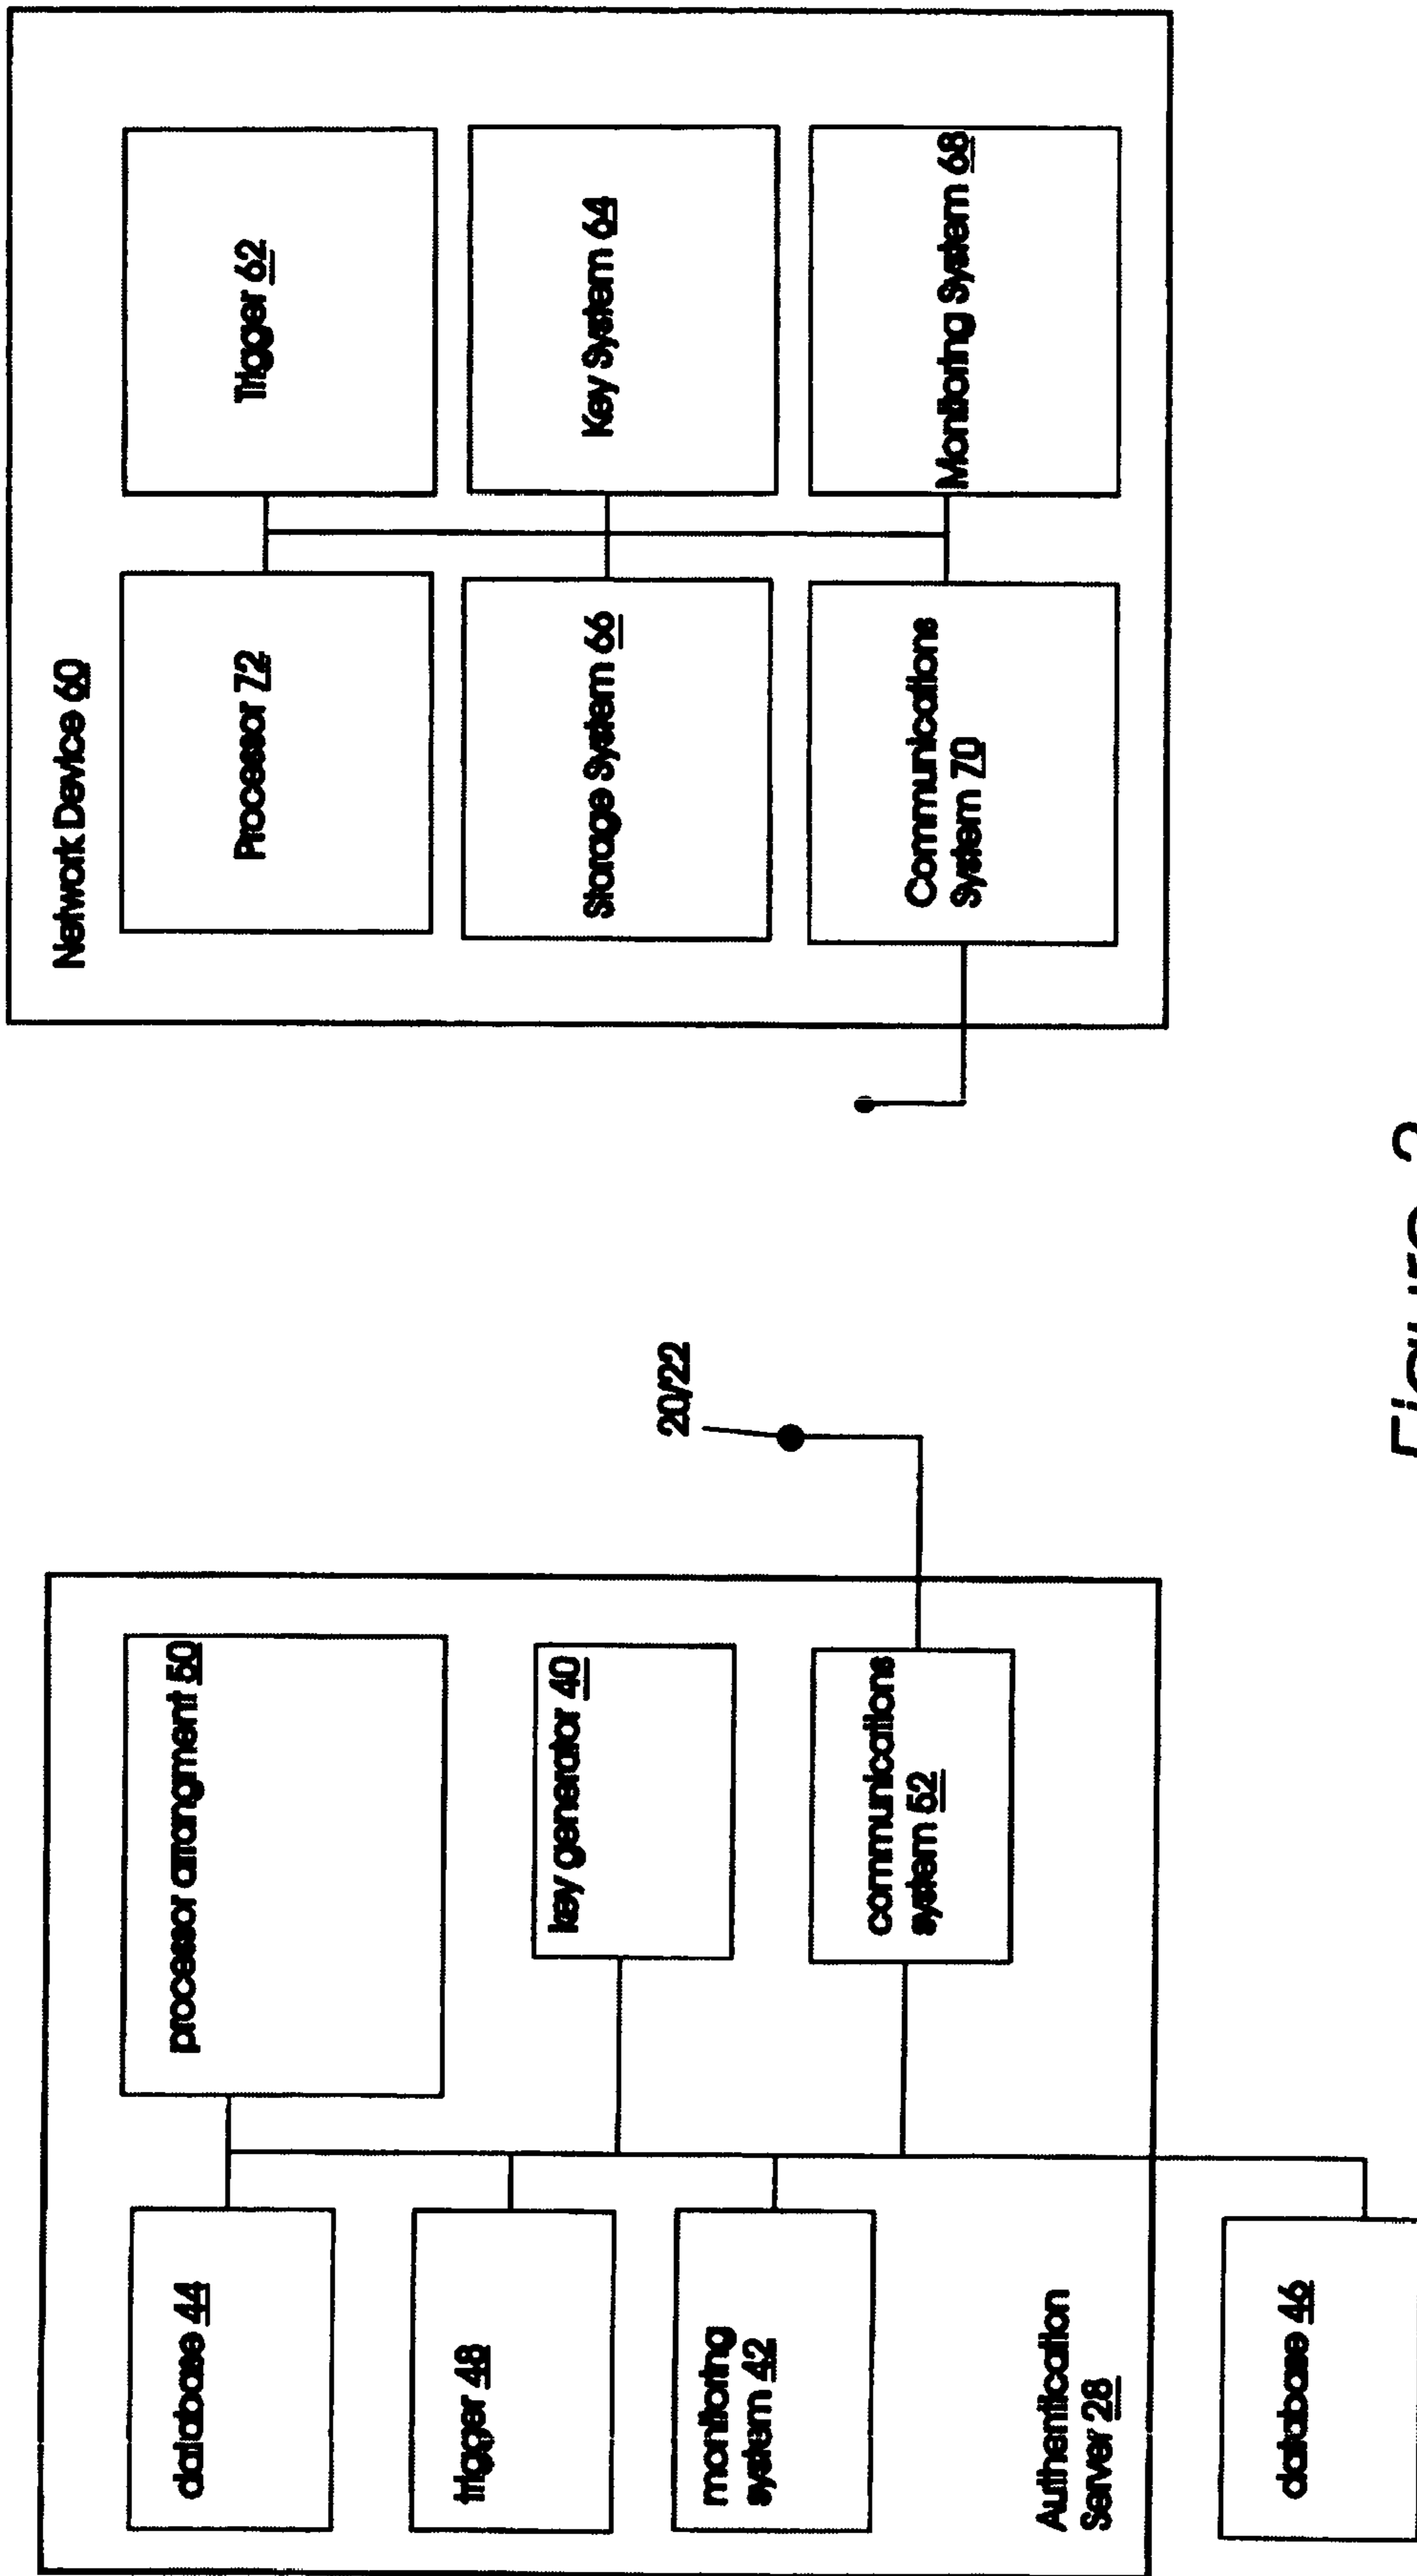 database 44
processor arrangment 50
trigger 48
key generator 40
monitoring
system 42
communications
system 52
Authentication
Server 28
database 46
20/22
Network Device 60
Processor 72
Trigger 62
Storage System 66
Key System 64
Communications
System 70
Monitoring System 68
Figure